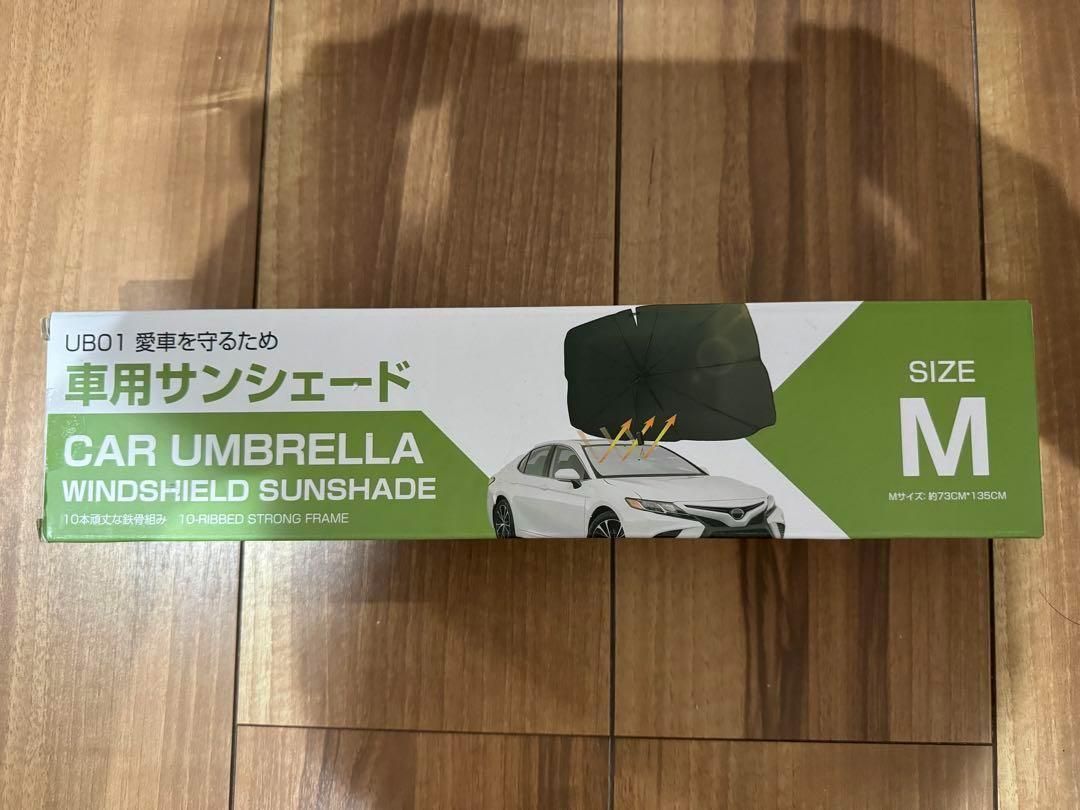 UB01 愛車を守るため
車用サンシェード
CAR UMBRELLA
WINDSHIELD SUNSHADE
10本頑丈な鉄骨組み 10-RIBBED STRONG FRAME
SIZE
M
Mサイズ: 約73CM*135CM